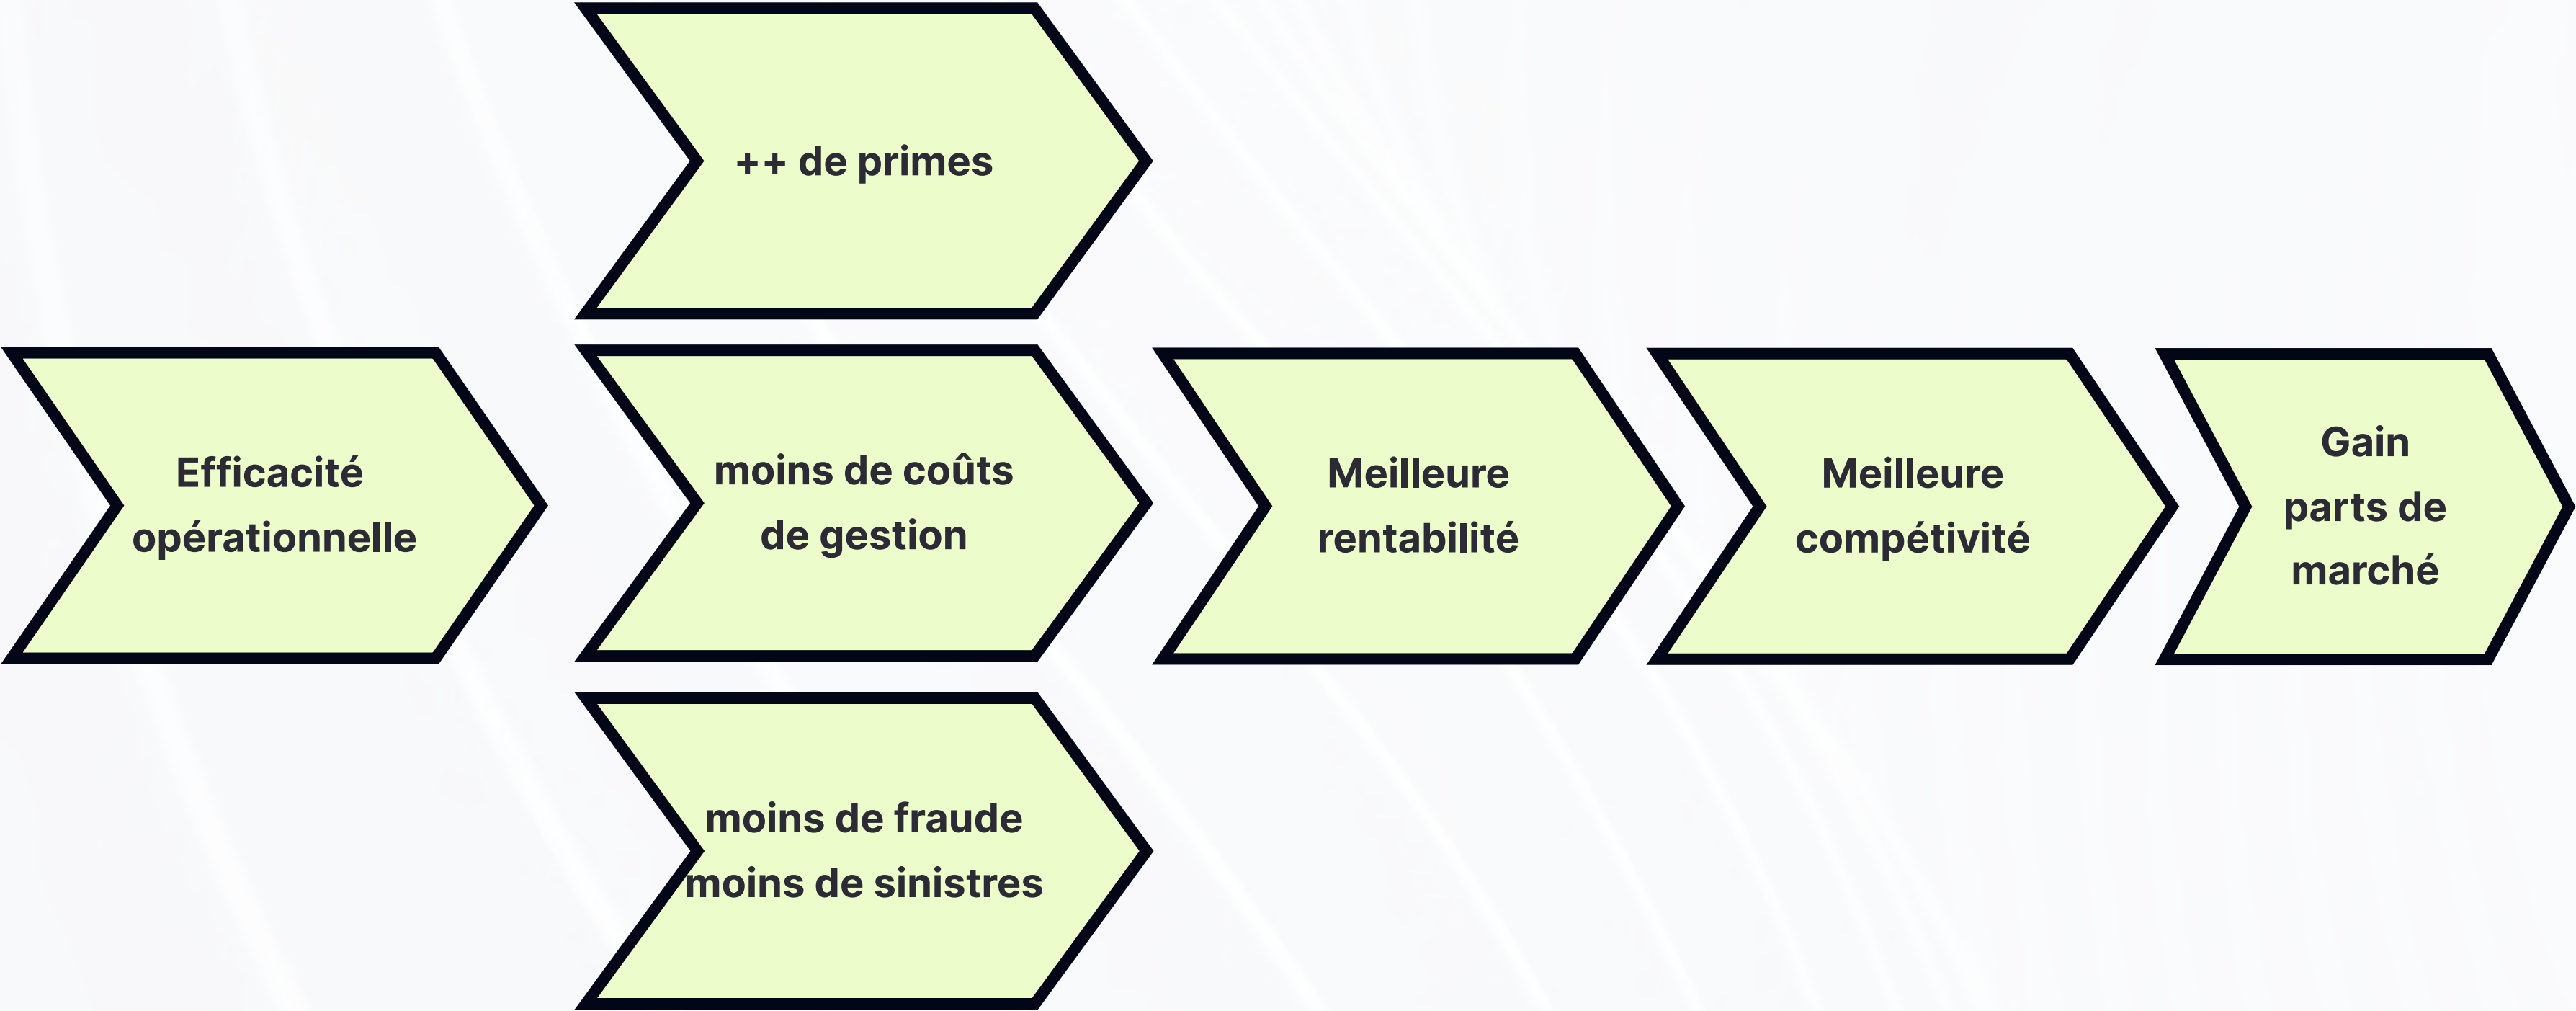 ++ de primes
Efficacité
opérationnelle
moins de coûts
de gestion
Meilleure
rentabilité
Meilleure
compétivité
Gain
parts de
marché
moins de fraude
moins de sinistres